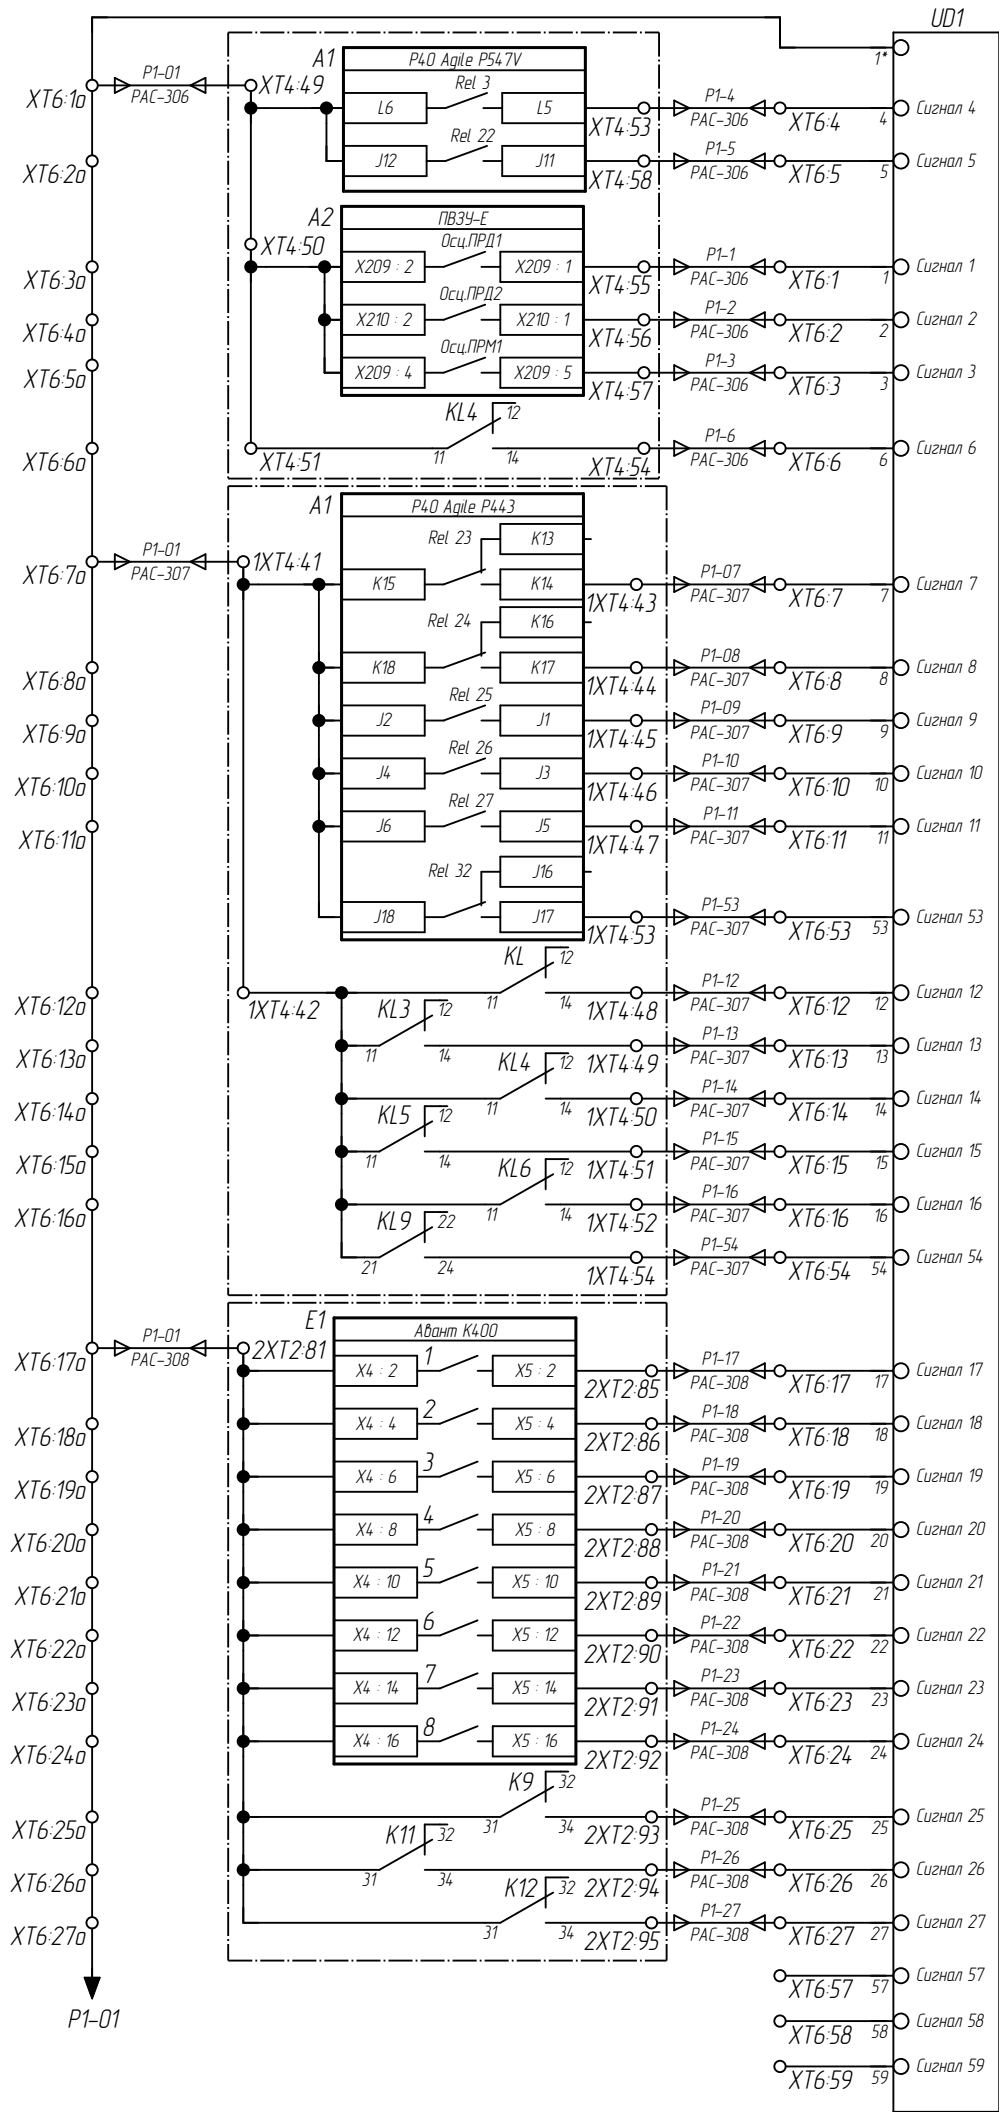 UD1
1*
A1
P40 Agile P547V
XT6:1а
P1-01
PAC-306
XT4:49
L6
Rel 3
L5
XT4:53
P1-4
PAC-306
XT6:4
4
Сигнал 4
XT6:2а
J12
Rel 22
J11
XT4:58
P1-5
PAC-306
XT6:5
5
Сигнал 5
A2
ПВЗУ-Е
XT4:50
XT6:3а
X209 : 2
Осц.ПРД1
X209 : 1
XT4:55
P1-1
PAC-306
XT6:1
1
Сигнал 1
XT6:4а
X210 : 2
Осц.ПРД2
X210 : 1
XT4:56
P1-2
PAC-306
XT6:2
2
Сигнал 2
XT6:5а
X209 : 4
Осц.ПРМ1
X209 : 5
XT4:57
P1-3
PAC-306
XT6:3
3
Сигнал 3
XT6:6а
XT4:51
KL4
12
11
14
XT4:54
P1-6
PAC-306
XT6:6
6
Сигнал 6
A1
P40 Agile P443
XT6:7а
P1-01
PAC-307
1XT4:41
Rel 23
K13
K15
K14
1XT4:43
P1-07
PAC-307
XT6:7
7
Сигнал 7
Rel 24
K16
XT6:8а
K18
K17
1XT4:44
P1-08
PAC-307
XT6:8
8
Сигнал 8
XT6:9а
J2
Rel 25
J1
1XT4:45
P1-09
PAC-307
XT6:9
9
Сигнал 9
XT6:10а
J4
Rel 26
J3
1XT4:46
P1-10
PAC-307
XT6:10
10
Сигнал 10
XT6:11а
J6
Rel 27
J5
1XT4:47
P1-11
PAC-307
XT6:11
11
Сигнал 11
Rel 32
J16
J18
J17
1XT4:53
P1-53
PAC-307
XT6:53
53
Сигнал 53
XT6:12а
1XT4:42
KL
12
11
14
1XT4:48
P1-12
PAC-307
XT6:12
12
Сигнал 12
XT6:13а
KL3
12
11
14
1XT4:49
P1-13
PAC-307
XT6:13
13
Сигнал 13
XT6:14а
KL4
12
11
14
1XT4:50
P1-14
PAC-307
XT6:14
14
Сигнал 14
XT6:15а
KL5
12
11
14
1XT4:51
P1-15
PAC-307
XT6:15
15
Сигнал 15
XT6:16а
KL6
12
11
14
1XT4:52
P1-16
PAC-307
XT6:16
16
Сигнал 16
KL9
22
21
24
1XT4:54
P1-54
PAC-307
XT6:54
54
Сигнал 54
E1
Авант К400
XT6:17а
P1-01
PAC-308
2XT2:81
X4 : 2
1
X5 : 2
2XT2:85
P1-17
PAC-308
XT6:17
17
Сигнал 17
XT6:18а
X4 : 4
2
X5 : 4
2XT2:86
P1-18
PAC-308
XT6:18
18
Сигнал 18
XT6:19а
X4 : 6
3
X5 : 6
2XT2:87
P1-19
PAC-308
XT6:19
19
Сигнал 19
XT6:20а
X4 : 8
4
X5 : 8
2XT2:88
P1-20
PAC-308
XT6:20
20
Сигнал 20
XT6:21а
X4 : 10
5
X5 : 10
2XT2:89
P1-21
PAC-308
XT6:21
21
Сигнал 21
XT6:22а
X4 : 12
6
X5 : 12
2XT2:90
P1-22
PAC-308
XT6:22
22
Сигнал 22
XT6:23а
X4 : 14
7
X5 : 14
2XT2:91
P1-23
PAC-308
XT6:23
23
Сигнал 23
XT6:24а
X4 : 16
8
X5 : 16
2XT2:92
P1-24
PAC-308
XT6:24
24
Сигнал 24
XT6:25а
K9
32
31
34
2XT2:93
P1-25
PAC-308
XT6:25
25
Сигнал 25
XT6:26а
K11
32
31
34
2XT2:94
P1-26
PAC-308
XT6:26
26
Сигнал 26
XT6:27а
K12
32
31
34
2XT2:95
P1-27
PAC-308
XT6:27
27
Сигнал 27
P1-01
XT6:57
57
Сигнал 57
XT6:58
58
Сигнал 58
XT6:59
59
Сигнал 59